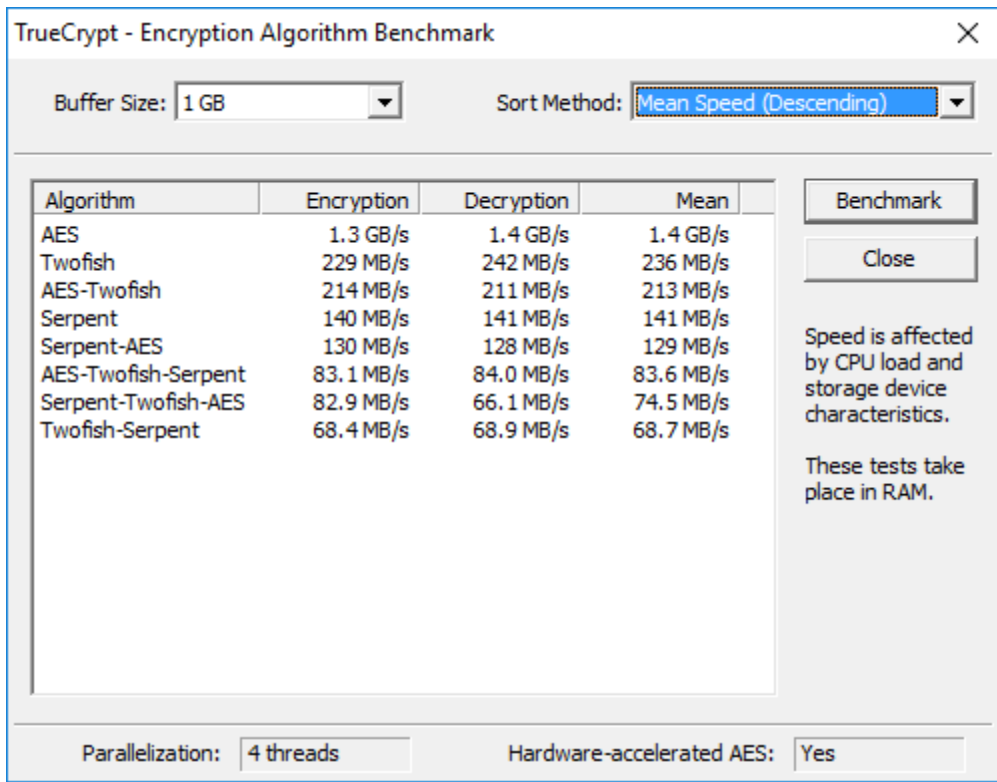 TrueCrypt - Encryption Algorithm Benchmark
Buffer Size: 1 GB Sort Method: Mean Speed (Descending)
Algorithm Encryption Decryption Mean Benchmark
AES 1.3 GB/s 1.4 GB/s 1.4 GB/s
Twofish 229 MB/s 242 MB/s 236 MB/s Close
AES-Twofish 214 MB/s 211 MB/s 213 MB/s
Serpent 140 MB/s 141 MB/s 141 MB/s
Serpent-AES 130 MB/s 128 MB/s 129 MB/s
AES-Twofish-Serpent 83.1 MB/s 84.0 MB/s 83.6 MB/s
Serpent-Twofish-AES 82.9 MB/s 66.1 MB/s 74.5 MB/s
Twofish-Serpent 68.4 MB/s 68.9 MB/s 68.7 MB/s
Speed is affected
by CPU load and
storage device
characteristics.
These tests take
place in RAM.
Parallelization: 4 threads Hardware-accelerated AES: Yes